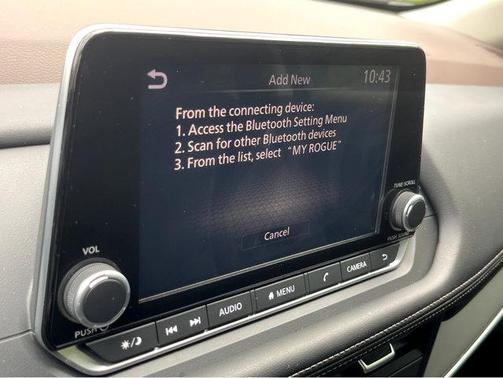 Add New
10:43
From the connecting device:
1. Access the Bluetooth Setting Menu
2. Scan for other Bluetooth devices
3. From the list, select “MY ROGUE”
Cancel
VOL
PUSH
TUNE·SCROLL
PUSH
AUDIO
MENU
CAMERA